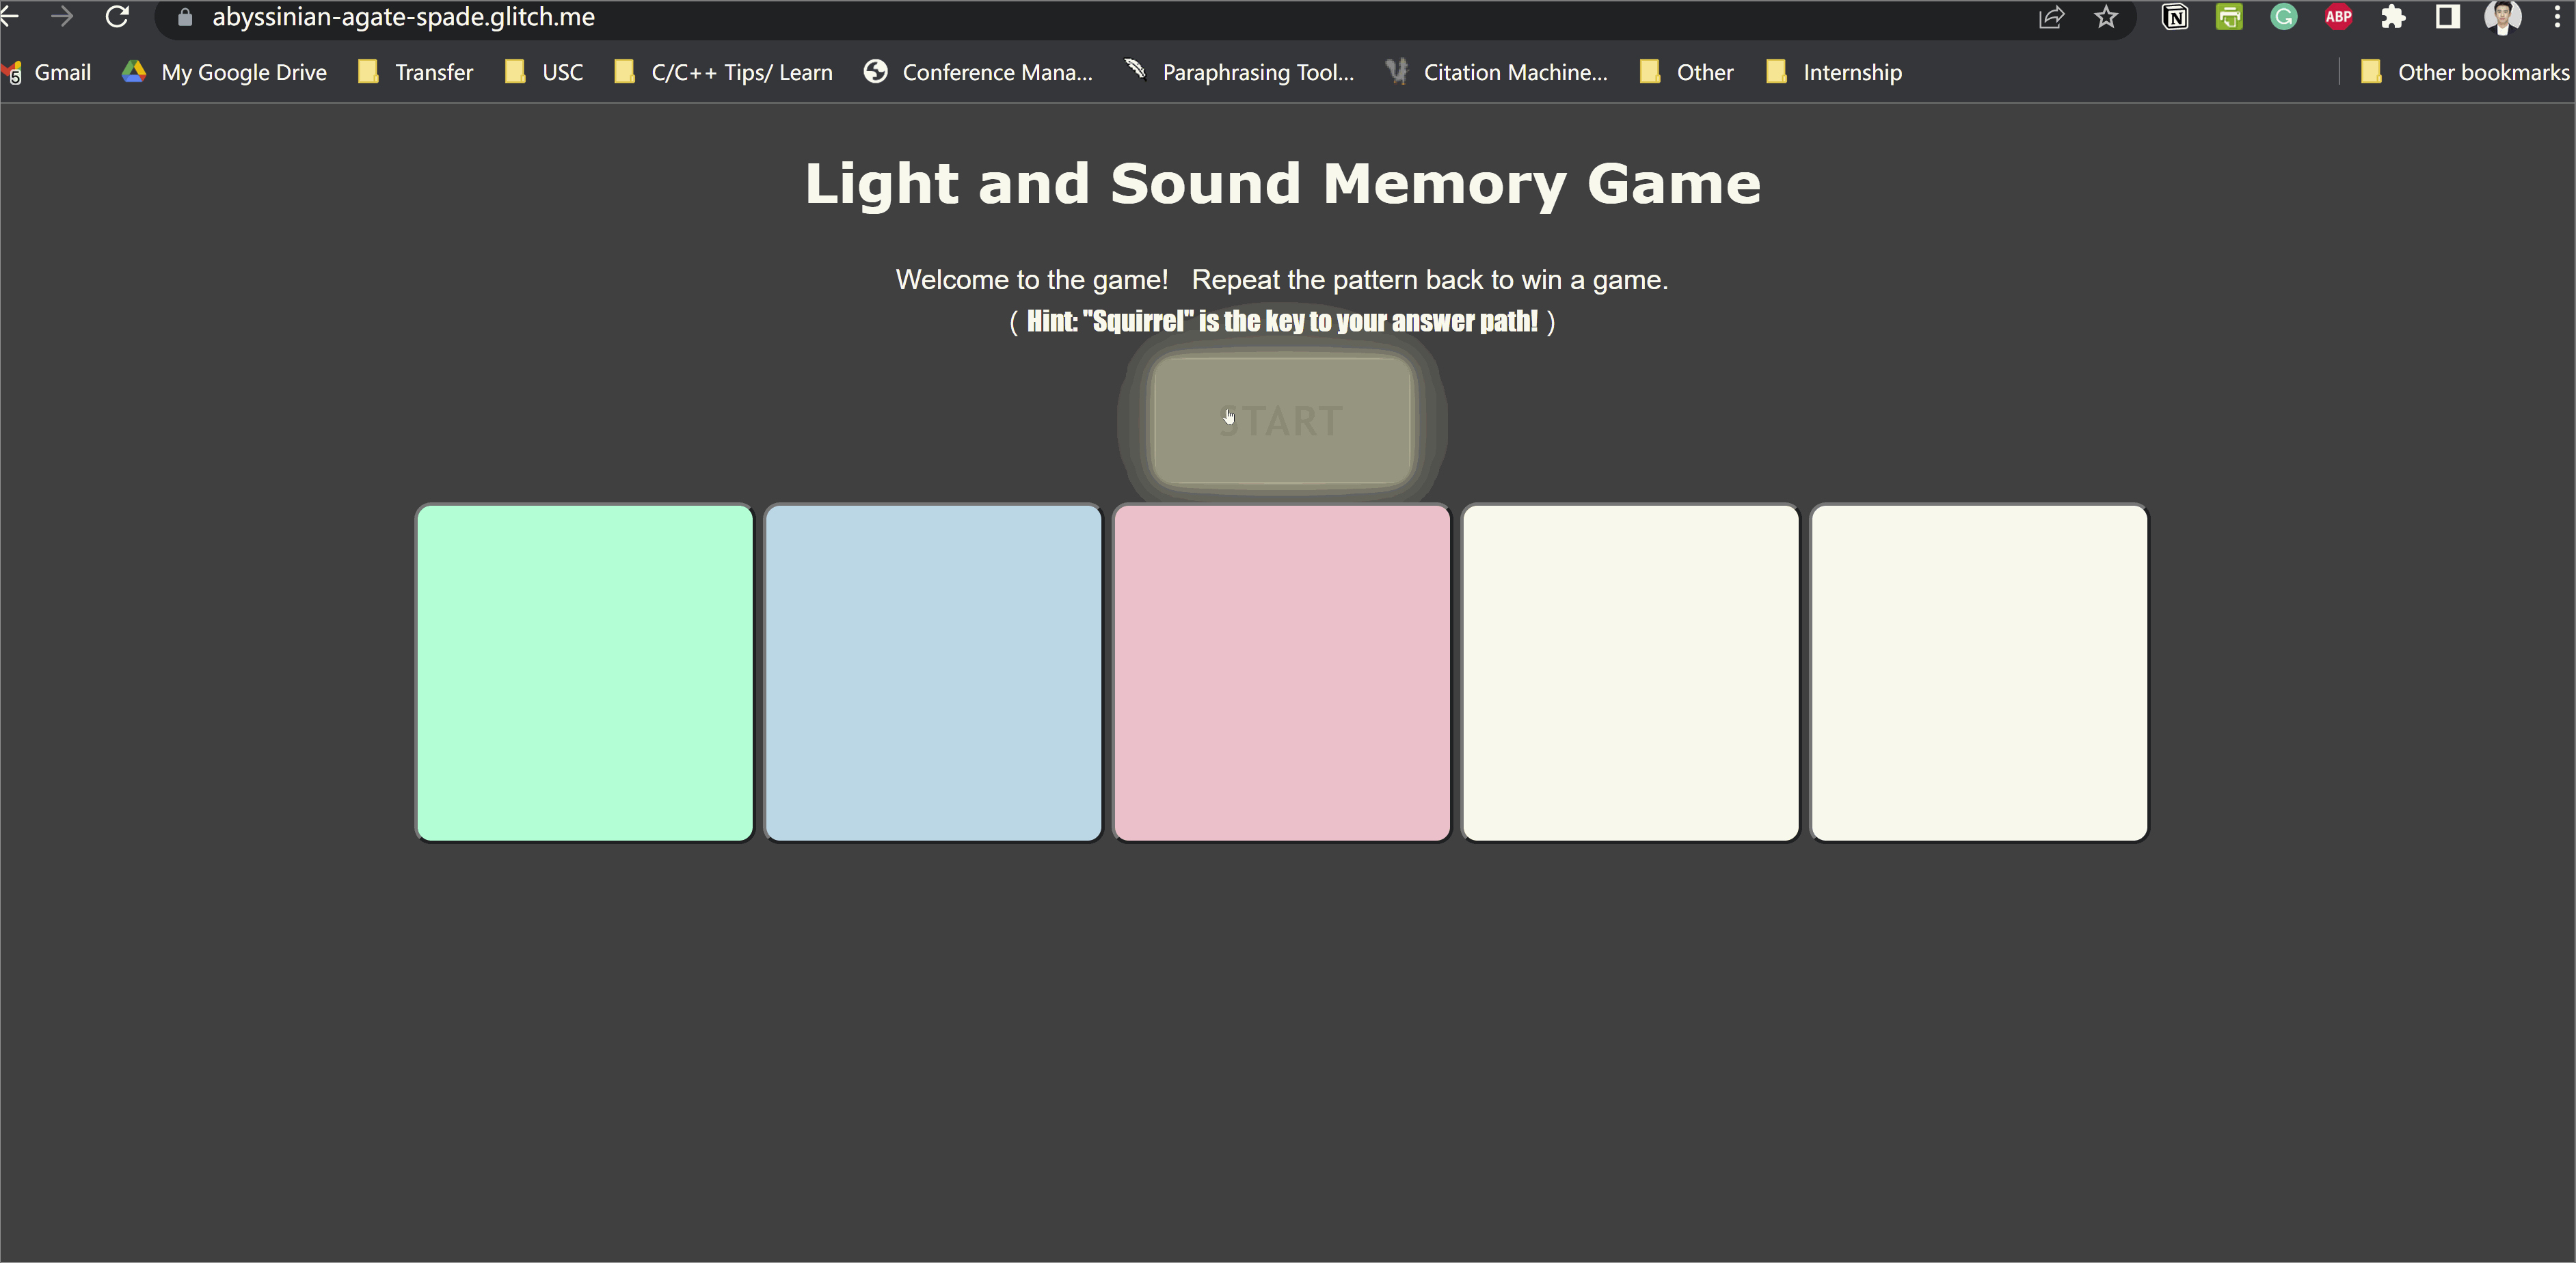 abyssinian-agate-spade.glitch.me
N G ABP
5 Gmail My Google Drive Transfer USC C/C++ Tips/ Learn Conference Mana... Paraphrasing Tool... Citation Machine... Other Internship Other bookmarks
Light and Sound Memory Game
Welcome to the game! Repeat the pattern back to win a game.
( Hint: "Squirrel" is the key to your answer path! )
START